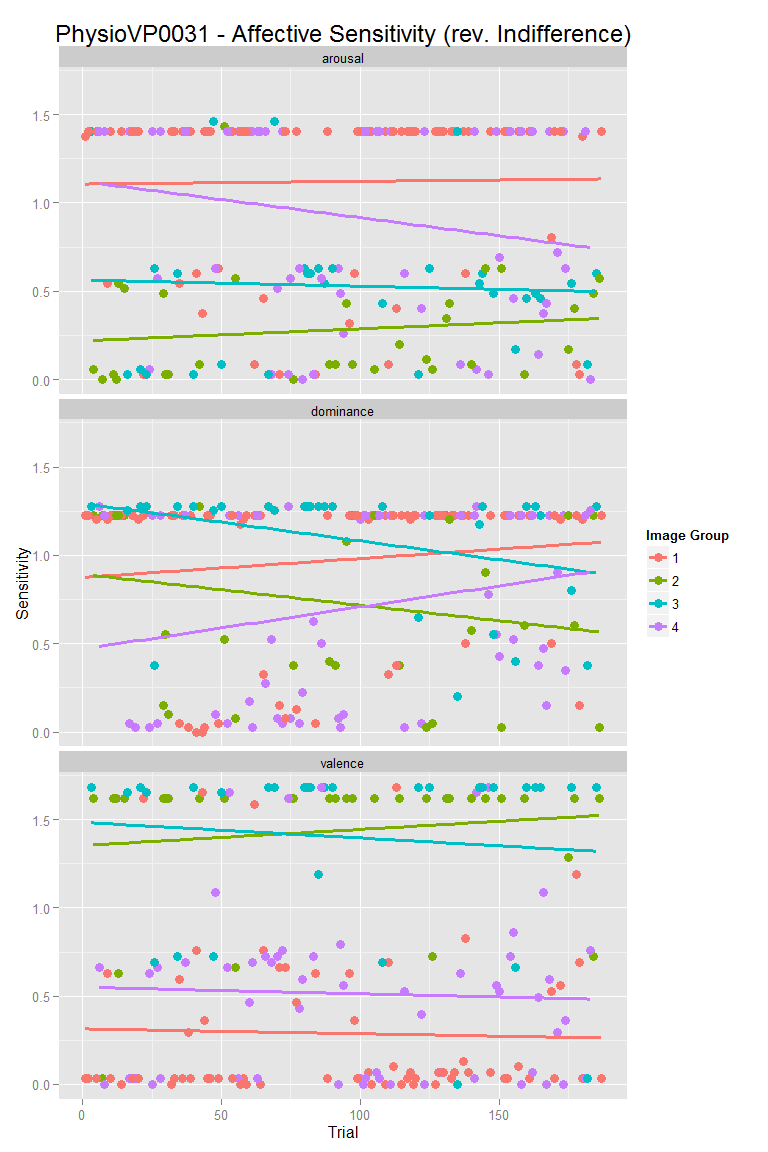 PhysioVP0031 - Affective Sensitivity (rev. Indifference)
arousal
1.5
1.0
0.5
0.0
dominance
1.5
1.0
0.5
0.0
valence
1.5
1.0
0.5
0.0
0 50 100 150
Trial
Sensitivity
Image Group
1
2
3
4